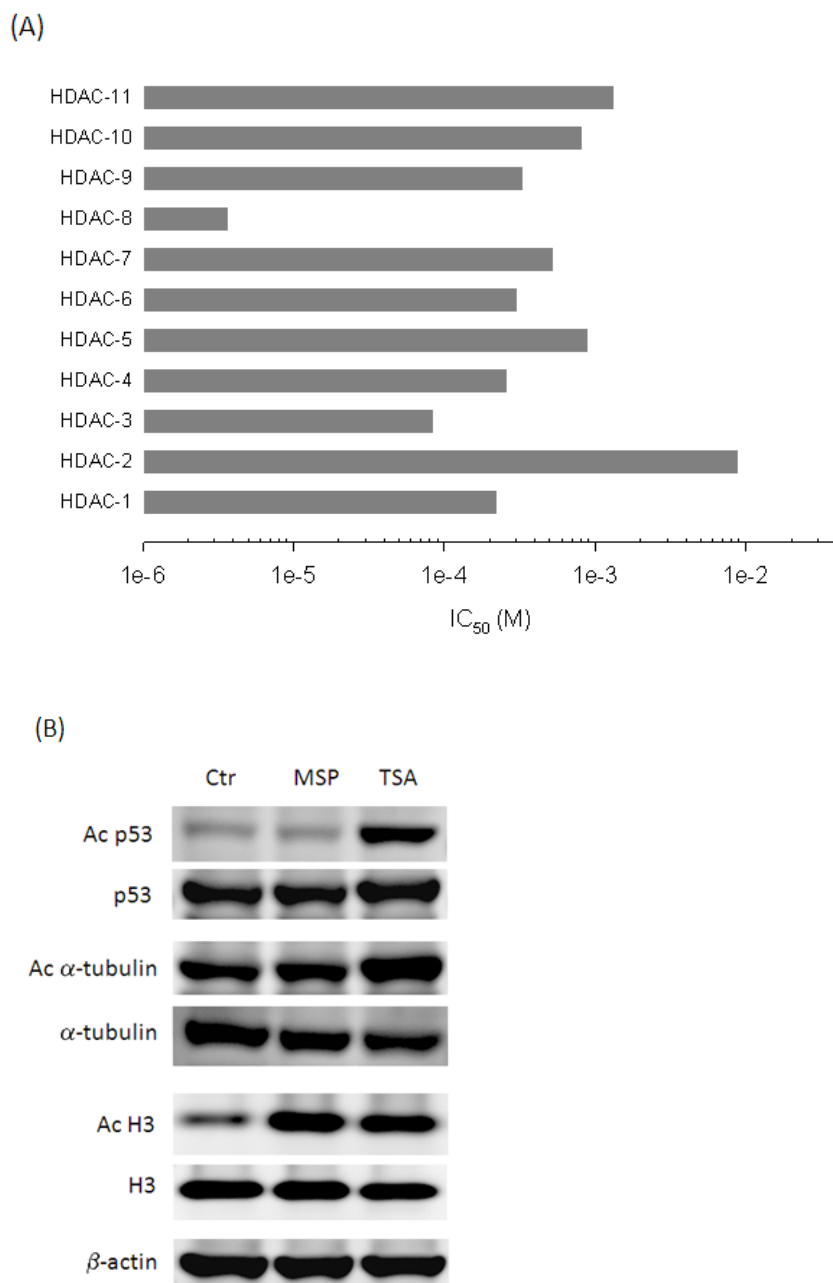 (A)
HDAC-11
HDAC-10
HDAC-9
HDAC-8
HDAC-7
HDAC-6
HDAC-5
HDAC-4
HDAC-3
HDAC-2
HDAC-1
1e-6 1e-5 1e-4 1e-3 1e-2
IC50 (M)
(B)
Ctr MSP TSA
Ac p53
p53
Ac α-tubulin
α-tubulin
Ac H3
H3
β-actin